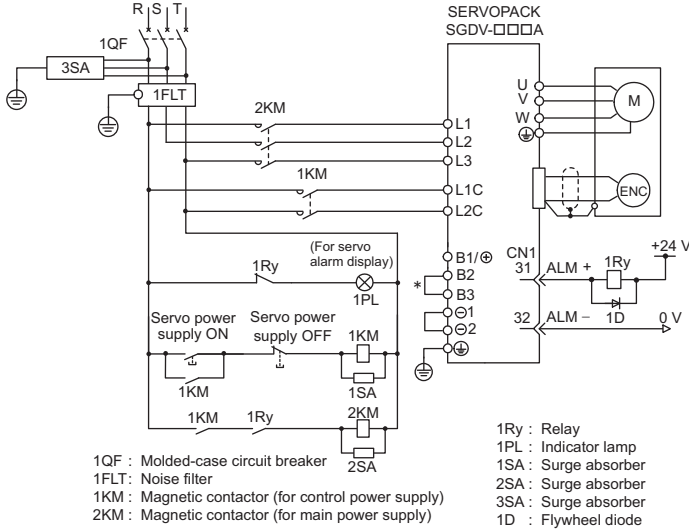 R S T
SERVOPACK
SGDV-□□□A
1QF
3SA
1FLT
2KM
U
V
W
M
L1
L2
L3
1KM
L1C
L2C
ENC
(For servo
alarm display)
1Ry
1PL
B1/⊕
B2
B3
*
⊖1
⊖2
CN1
31
ALM +
1Ry
+24 V
1D
32
ALM −
0 V
Servo power
supply ON
Servo power
supply OFF
1KM
1KM
1SA
1KM
1Ry
2KM
2SA
1QF : Molded-case circuit breaker
1FLT : Noise filter
1KM : Magnetic contactor (for control power supply)
2KM : Magnetic contactor (for main power supply)
1Ry : Relay
1PL : Indicator lamp
1SA : Surge absorber
2SA : Surge absorber
3SA : Surge absorber
1D : Flywheel diode